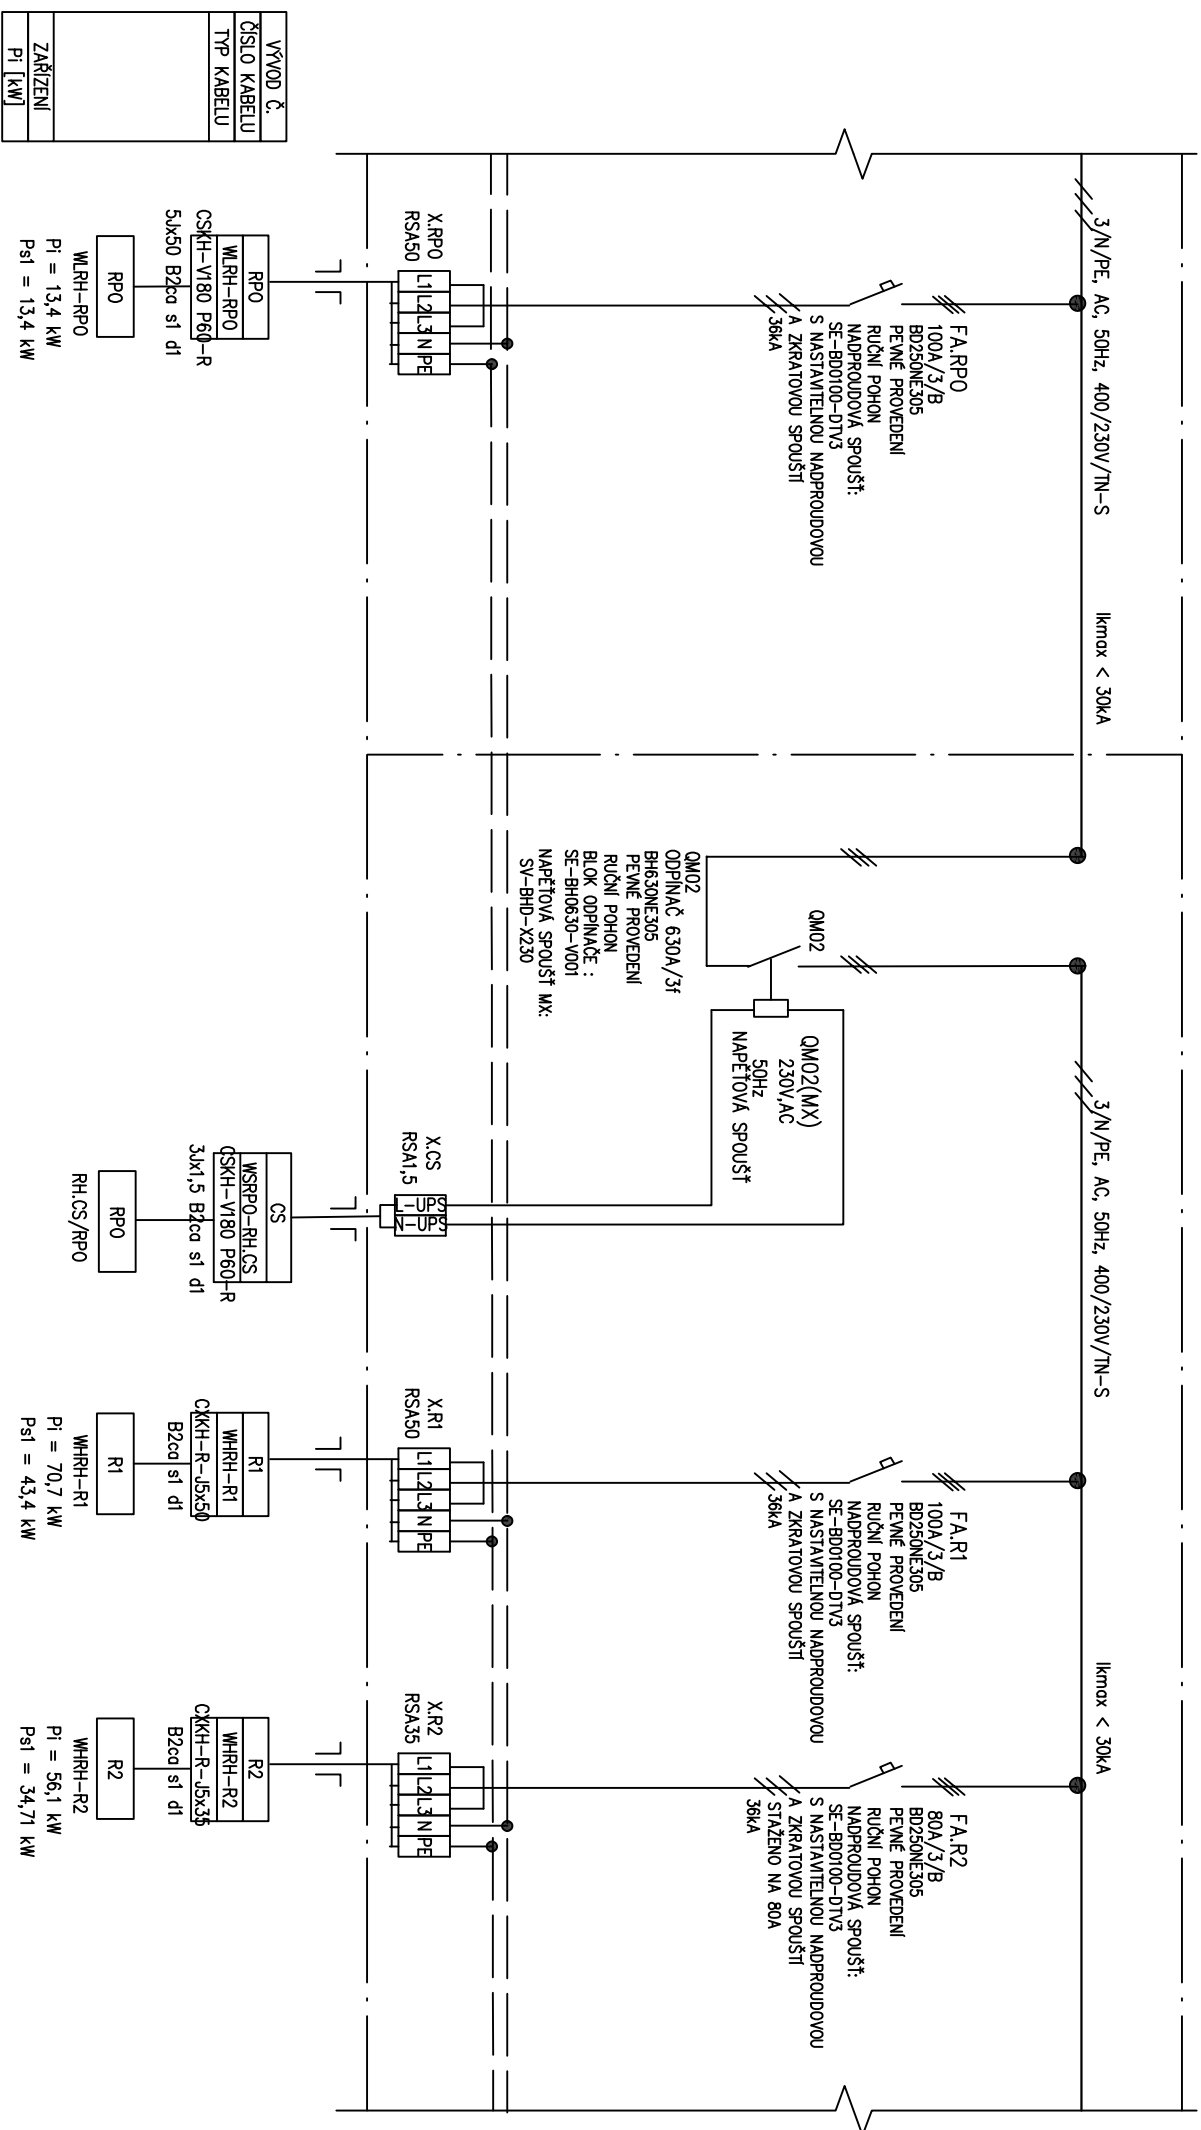 3/N/PE, AC, 50Hz, 400/230V/TN-S
Ikmax < 30kA
3/N/PE, AC, 50Hz, 400/230V/TN-S
Ikmax < 30kA
FA.RPO
100A/3/B
BD250NE305
PEVNÉ PROVEDENÍ
RUČNÍ POHON
NADPROUDOVÁ SPOUŠŤ:
SE-BD0100-DTV3
S NASTAVITELNOU NADPROUDOVOU
A ZKRATOVOU SPOUŠTÍ
36kA
QM02
QM02
ODPÍNAČ 630A/3f
BH630NE305
PEVNÉ PROVEDENÍ
RUČNÍ POHON
BLOK ODPÍNAČE :
SE-BH0630-V001
NAPĚŤOVÁ SPOUŠŤ MX:
SV-BHD-X230
QM02(MX)
230V,AC
50Hz
NAPĚŤOVÁ SPOUŠŤ
FA.R1
100A/3/B
BD250NE305
PEVNÉ PROVEDENÍ
RUČNÍ POHON
NADPROUDOVÁ SPOUŠŤ:
SE-BD0100-DTV3
S NASTAVITELNOU NADPROUDOVOU
A ZKRATOVOU SPOUŠTÍ
36kA
FA.R2
80A/3/B
BD250NE305
PEVNÉ PROVEDENÍ
RUČNÍ POHON
NADPROUDOVÁ SPOUŠŤ:
SE-BD0100-DTV3
S NASTAVITELNOU NADPROUDOVOU
A ZKRATOVOU SPOUŠTÍ
STAŽENO NA 80A
36kA
X.RPO
RSA50
L1 L2 L3 N PE
X.CS
RSA1,5
L-UPS
N-UPS
X.R1
RSA50
L1 L2 L3 N PE
X.R2
RSA35
L1 L2 L3 N PE
VÝVOD Č.
ČÍSLO KABELU
TYP KABELU
ZAŘÍZENÍ
Pi [kW]
RPO
WLRH-RPO
CSKH-V180 P60-R
5Jx50 B2ca s1 d1
RPO
WLRH-RPO
Pi = 13,4 kW
Ps1 = 13,4 kW
CS
WSRPO-RH.CS
CSKH-V180 P60-R
3Jx1,5 B2ca s1 d1
RPO
RH.CS/RPO
R1
WHRH-R1
CXKH-R-J5x50
B2ca s1 d1
R1
WHRH-R1
Pi = 70,7 kW
Ps1 = 43,4 kW
R2
WHRH-R2
CXKH-R-J5x35
B2ca s1 d1
R2
WHRH-R2
Pi = 56,1 kW
Ps1 = 34,71 kW